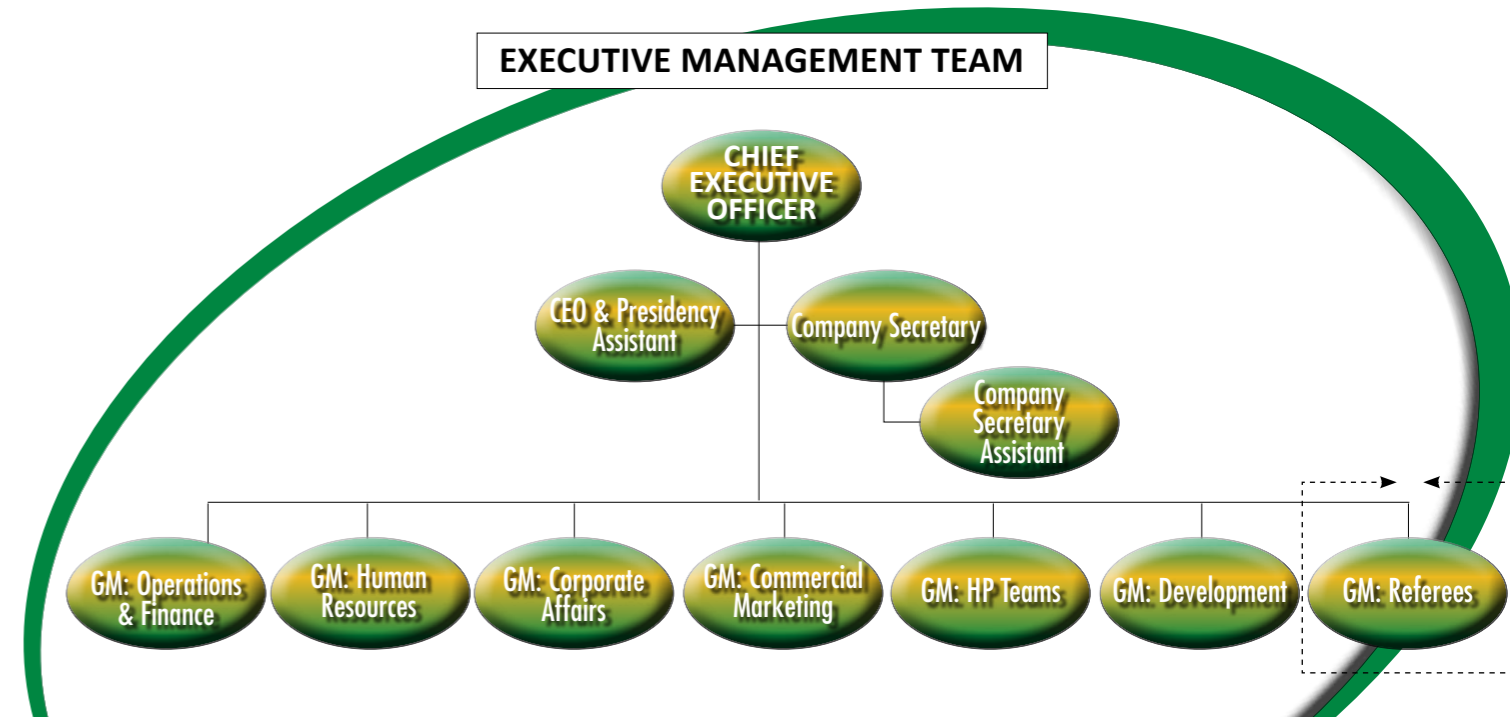 EXECUTIVE MANAGEMENT TEAM
CHIEF
EXECUTIVE
OFFICER
CEO & Presidency
Assistant
Company Secretary
Company
Secretary
Assistant
GM: Operations
& Finance
GM: Human
Resources
GM: Corporate
Affairs
GM: Commercial
Marketing
GM: HP Teams
GM: Development
GM: Referees